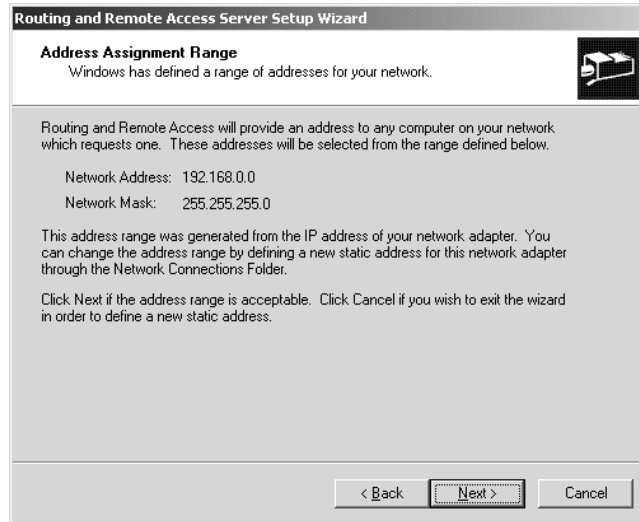 Routing and Remote Access Server Setup Wizard
Address Assignment Range
Windows has defined a range of addresses for your network.
Routing and Remote Access will provide an address to any computer on your network
which requests one.  These addresses will be selected from the range defined below.
Network Address: 192.168.0.0
Network Mask: 255.255.255.0
This address range was generated from the IP address of your network adapter.  You
can change the address range by defining a new static address for this network adapter
through the Network Connections Folder.
Click Next if the address range is acceptable.  Click Cancel if you wish to exit the wizard
in order to define a new static address.
< Back Next > Cancel